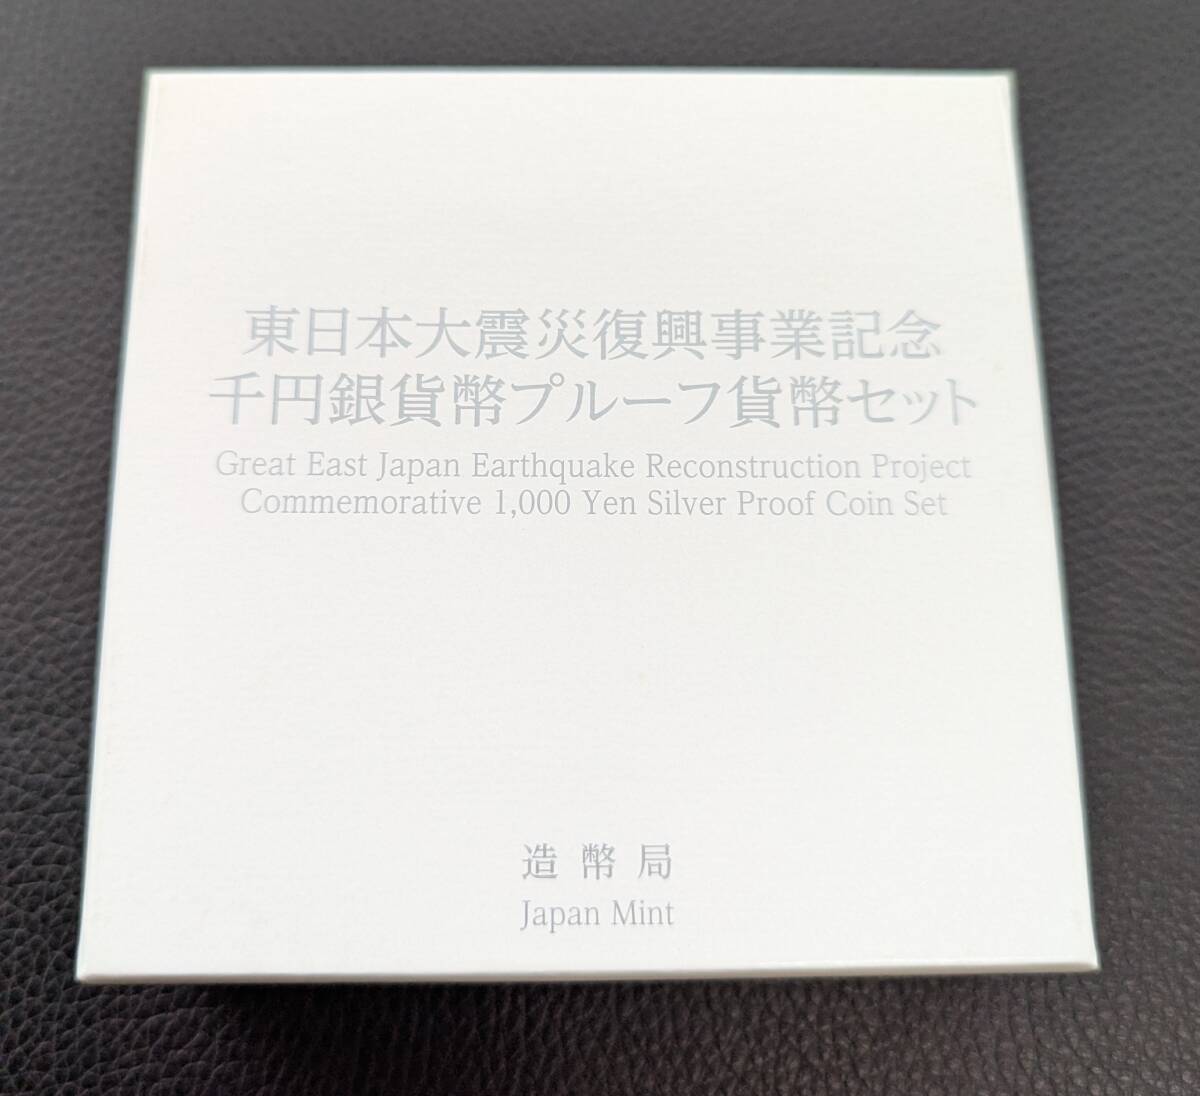 東日本大震災復興事業記念
千円銀貨幣プルーフ貨幣セット
Great East Japan Earthquake Reconstruction Project
Commemorative 1,000 Yen Silver Proof Coin Set
造幣局
Japan Mint